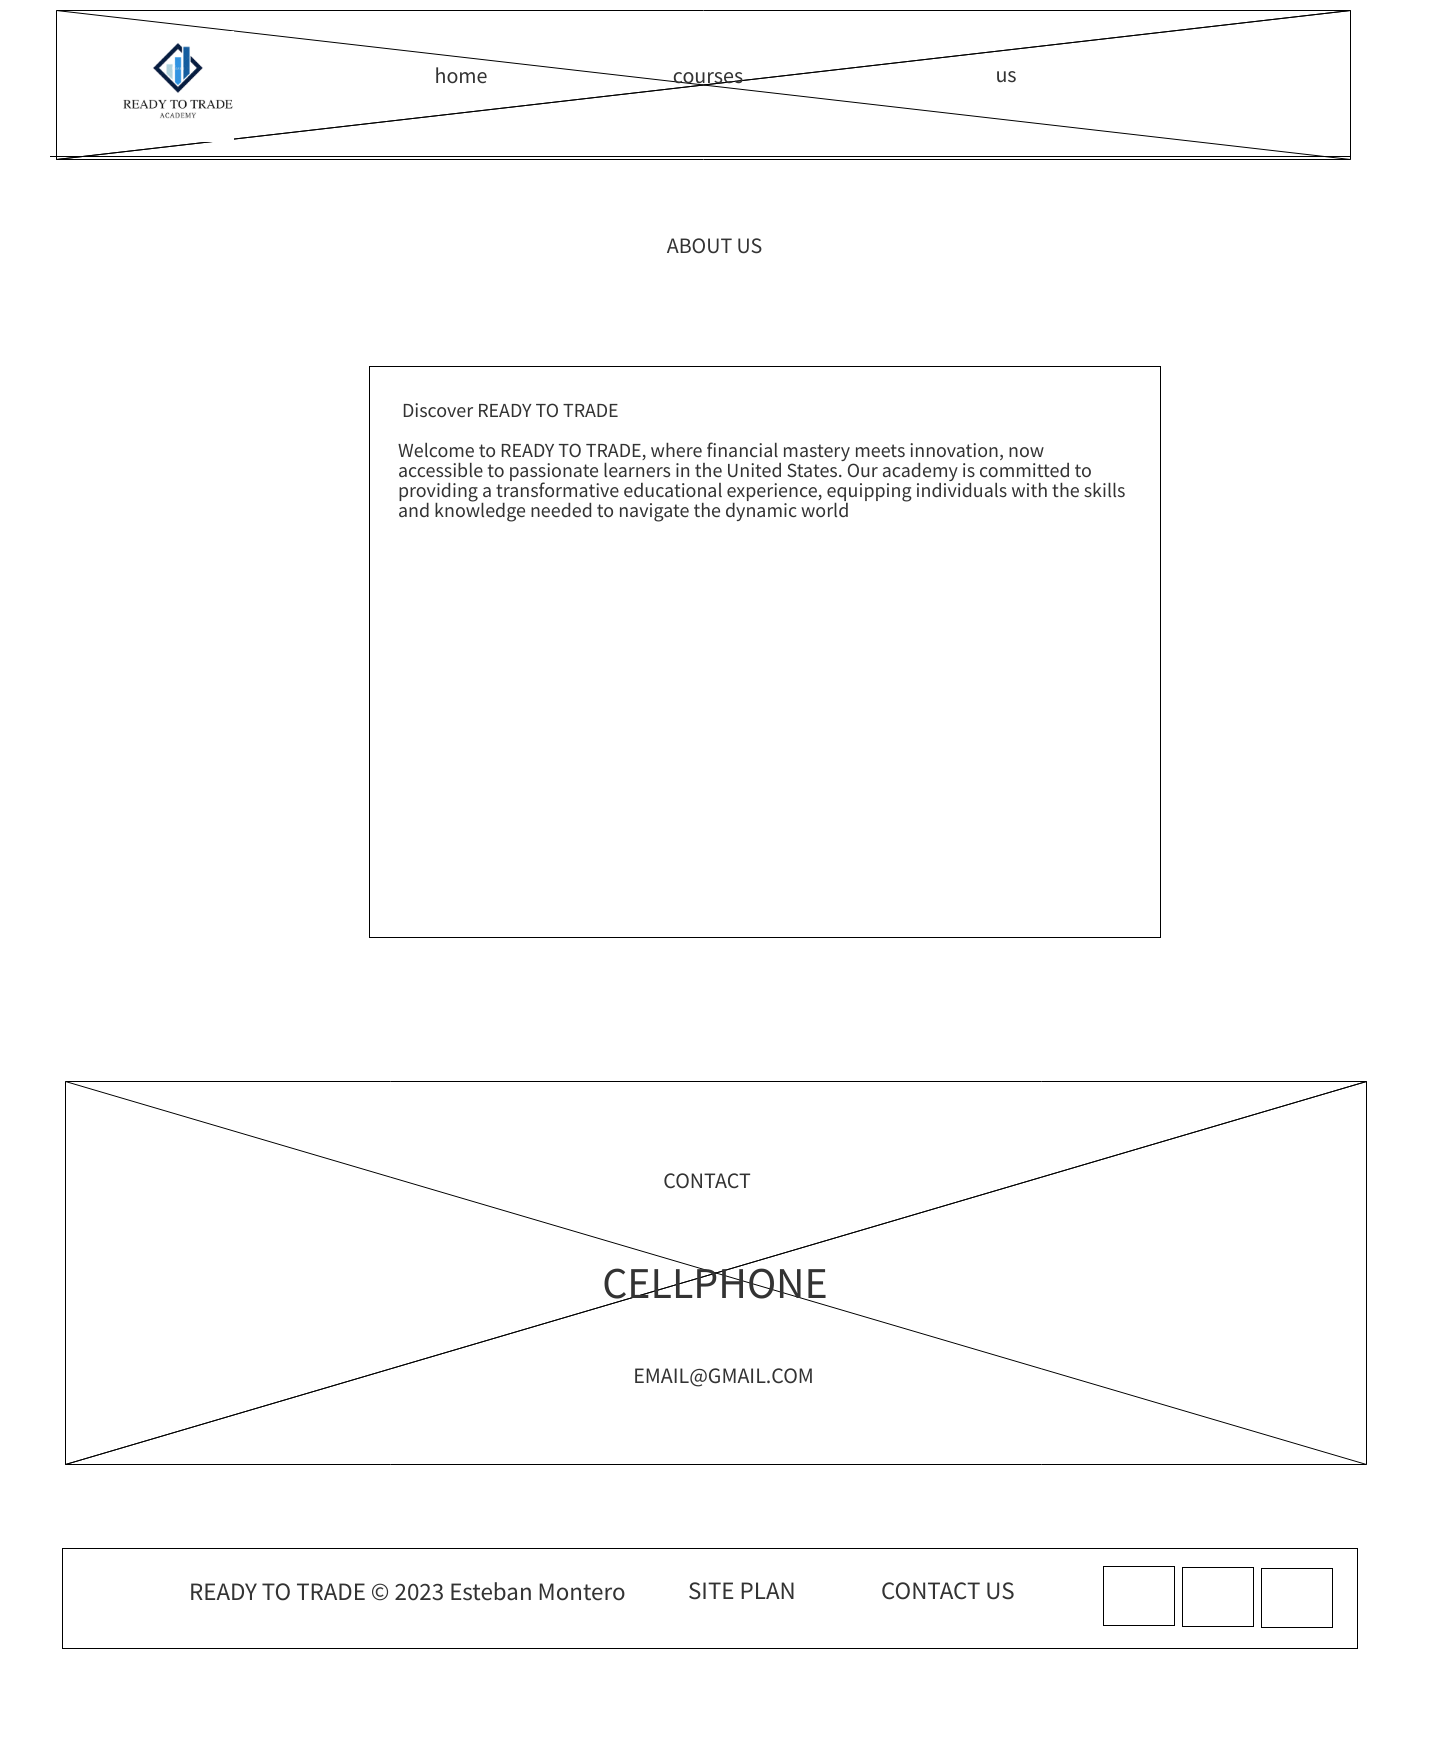 READY TO TRADE
ACADEMY
home
courses
us
ABOUT US
Discover READY TO TRADE
Welcome to READY TO TRADE, where financial mastery meets innovation, now
accessible to passionate learners in the United States. Our academy is committed to
providing a transformative educational experience, equipping individuals with the skills
and knowledge needed to navigate the dynamic world
CONTACT
CELLPHONE
EMAIL@GMAIL.COM
READY TO TRADE © 2023 Esteban Montero
SITE PLAN
CONTACT US